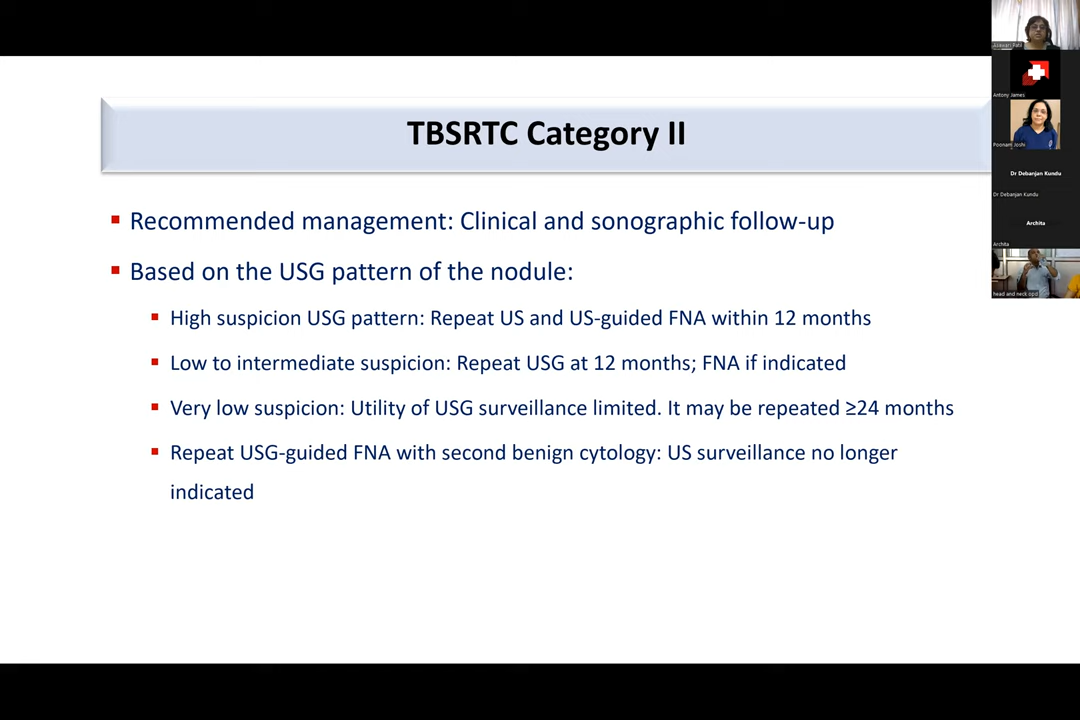 TBSRTC Category II
Recommended management: Clinical and sonographic follow-up
Based on the USG pattern of the nodule:
High suspicion USG pattern: Repeat US and US-guided FNA within 12 months
Low to intermediate suspicion: Repeat USG at 12 months; FNA if indicated
Very low suspicion: Utility of USG surveillance limited. It may be repeated ≥24 months
Repeat USG-guided FNA with second benign cytology: US surveillance no longer
indicated
Antony James
Poonam Joshi
Dr Debanjan Kundu
Dr Debanjan Kundu
Archita
Archita
head and neck opd